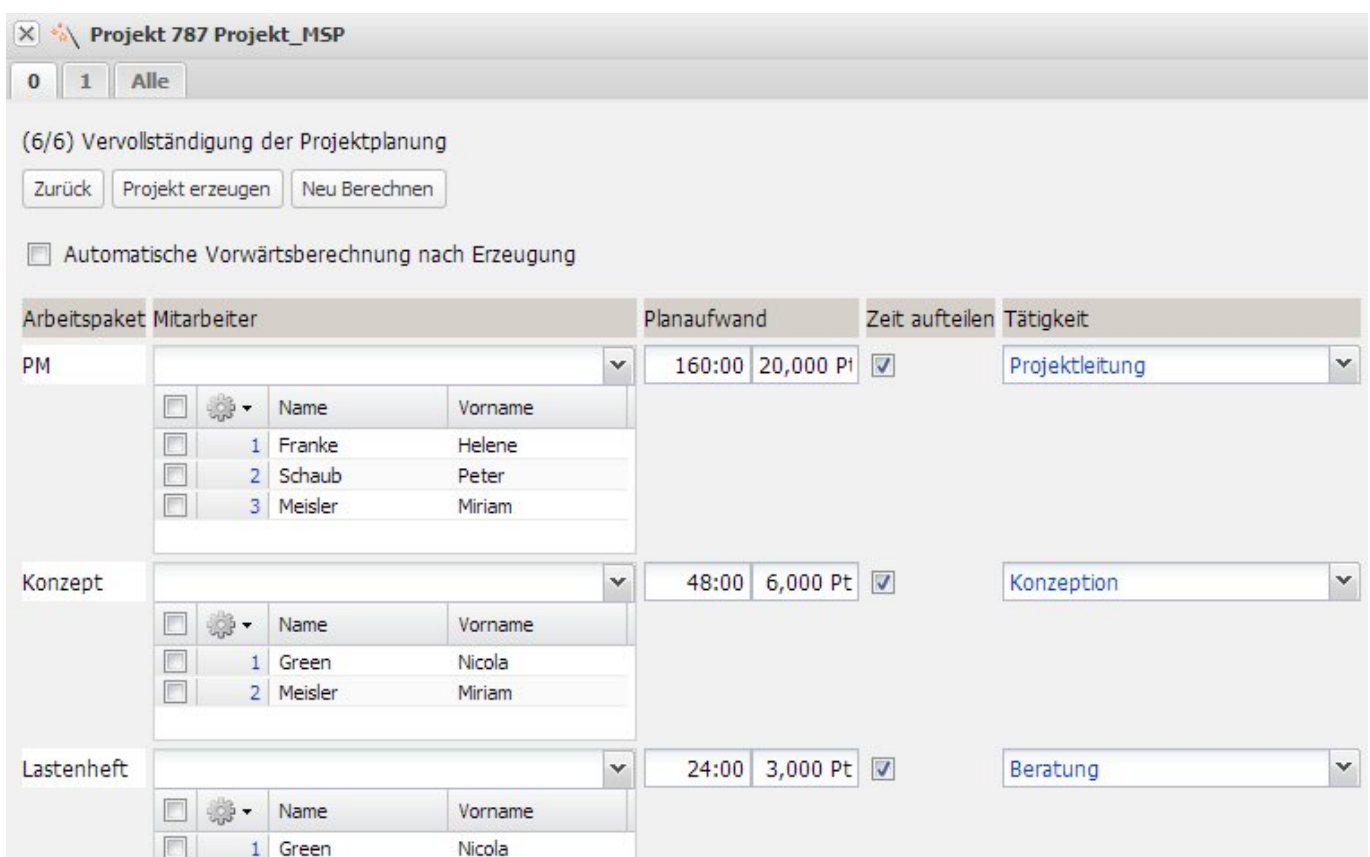 Projekt 787 Projekt_MSP
0 1 Alle
(6/6) Vervollständigung der Projektplanung
Zurück Projekt erzeugen Neu Berechnen
Automatische Vorwärtsberechnung nach Erzeugung
Arbeitspaket Mitarbeiter Planaufwand Zeit aufteilen Tätigkeit
PM 160:00 20,000 Pt Projektleitung
Name Vorname
1 Franke Helene
2 Schaub Peter
3 Meisler Miriam
Konzept 48:00 6,000 Pt Konzeption
Name Vorname
1 Green Nicola
2 Meisler Miriam
Lastenheft 24:00 3,000 Pt Beratung
Name Vorname
1 Green Nicola